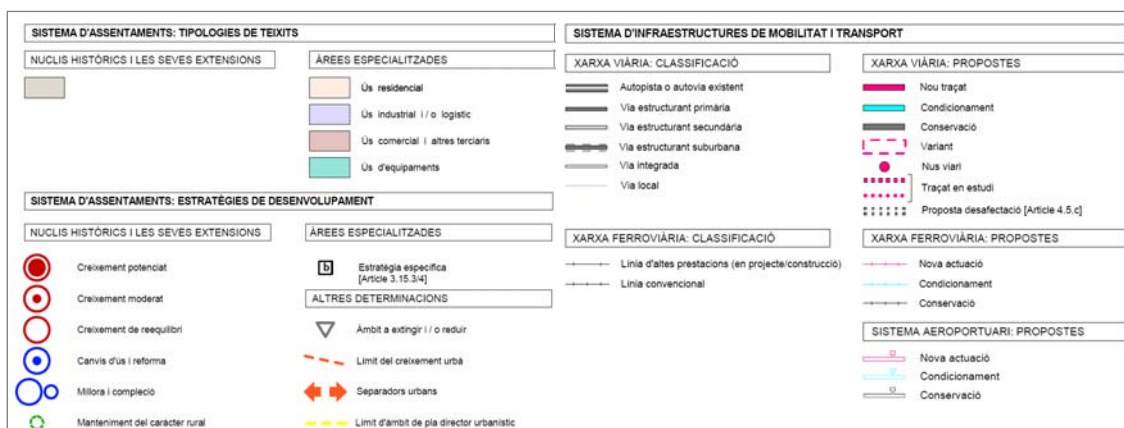 SISTEMA D'ASSENTAMENTS: TIPOLOGIES DE TEIXITS
NUCLIS HISTÒRICS I LES SEVES EXTENSIONS
ÀREES ESPECIALITZADES
Ús residencial
Ús industrial i / o logístic
Ús comercial i altres terciaris
Ús d'equipaments
SISTEMA D'ASSENTAMENTS: ESTRATÈGIES DE DESENVOLUPAMENT
NUCLIS HISTÒRICS I LES SEVES EXTENSIONS
Creixement potenciat
Creixement moderat
Creixement de reequilibri
Canvis d'ús i reforma
Millora i compleció
Manteniment del caràcter rural
ÀREES ESPECIALITZADES
b
Estratègia específica
[Article 3.15.3/4]
ALTRES DETERMINACIONS
Àmbit a extingir i / o reduir
Límit del creixement urbà
Separadors urbans
Límit d'àmbit de pla director urbanístic
SISTEMA D'INFRAESTRUCTURES DE MOBILITAT I TRANSPORT
XARXA VIÀRIA: CLASSIFICACIÓ
Autopista o autovia existent
Via estructurant primària
Via estructurant secundària
Via estructurant suburbana
Via integrada
Via local
XARXA VIÀRIA: PROPOSTES
Nou traçat
Condicionament
Conservació
Variant
Nus viari
Traçat en estudi
Proposta desafectació [Article 4.5.c]
XARXA FERROVIÀRIA: CLASSIFICACIÓ
Línia d'altes prestacions (en projecte/construcció)
Línia convencional
XARXA FERROVIÀRIA: PROPOSTES
Nova actuació
Condicionament
Conservació
SISTEMA AEROPORTUARI: PROPOSTES
Nova actuació
Condicionament
Conservació